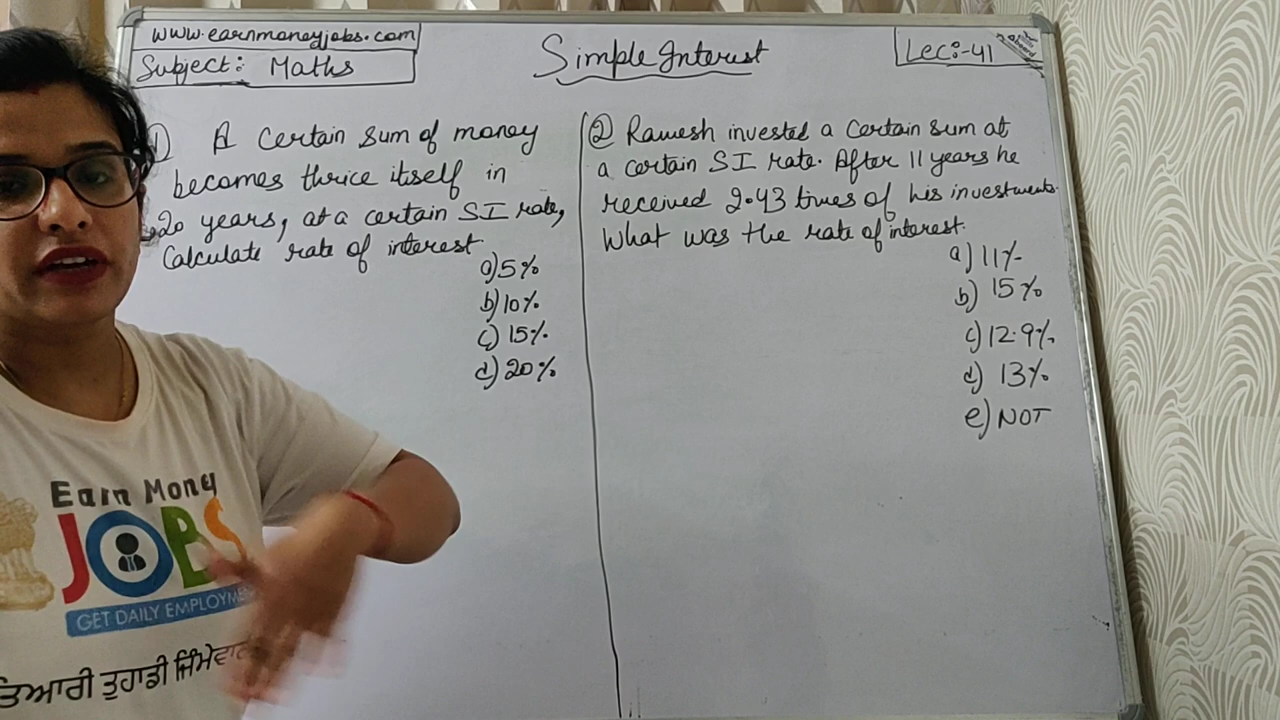 www.earnmoneyjobs.com
Subject: Maths
Simple Interest
Lec:-41
1) A certain sum of money
becomes thrice itself in
20 years, at a certain SI rate,
Calculate rate of interest.
a) 5%
b) 10%
c) 15%
d) 20%
2) Ramesh invested a certain sum at
a certain SI rate. After 11 years he
received 2.43 times of his investments.
What was the rate of interest.
a) 11%
b) 15%
c) 12.9%
d) 13%
e) NOT
Earn Money
JOBS
GET DAILY EMPLOYME
ਤਿਆਰੀ ਤੁਹਾਡੀ